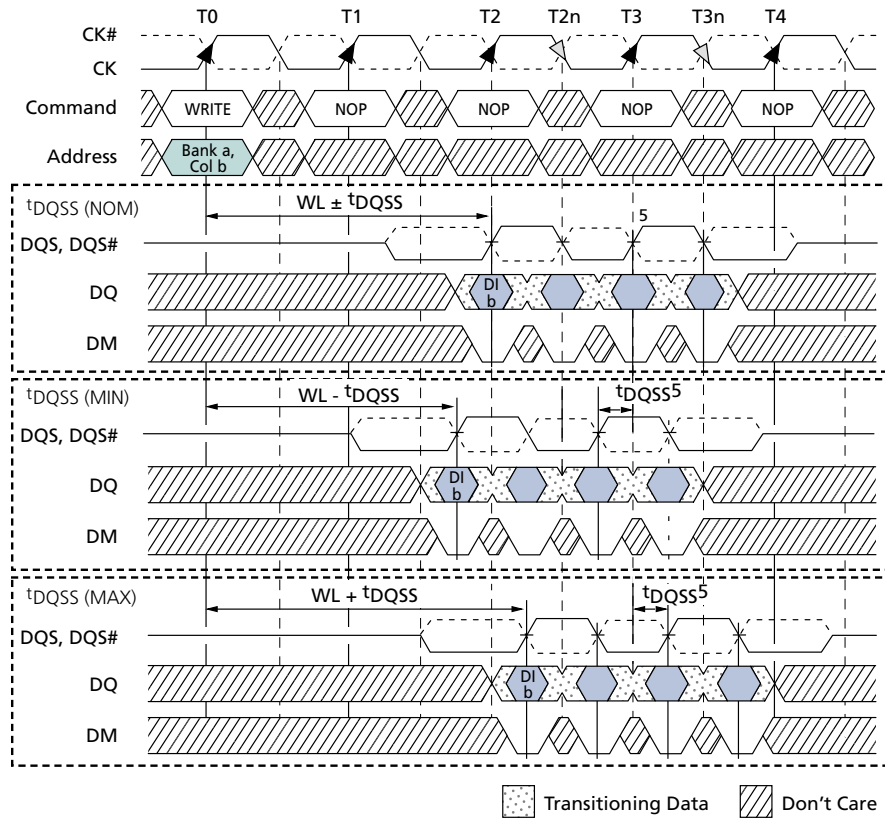 T0 T1 T2 T2n T3 T3n T4
CK#
CK
Command WRITE NOP NOP NOP NOP
Address Bank a,
Col b
tDQSS (NOM) WL ± tDQSS
5
DQS, DQS#
DQ DI
b
DM
tDQSS (MIN) WL - tDQSS tDQSS5
DQS, DQS#
DQ DI
b
DM
tDQSS (MAX) WL + tDQSS tDQSS5
DQS, DQS#
DQ DI
b
DM
Transitioning Data Don't Care